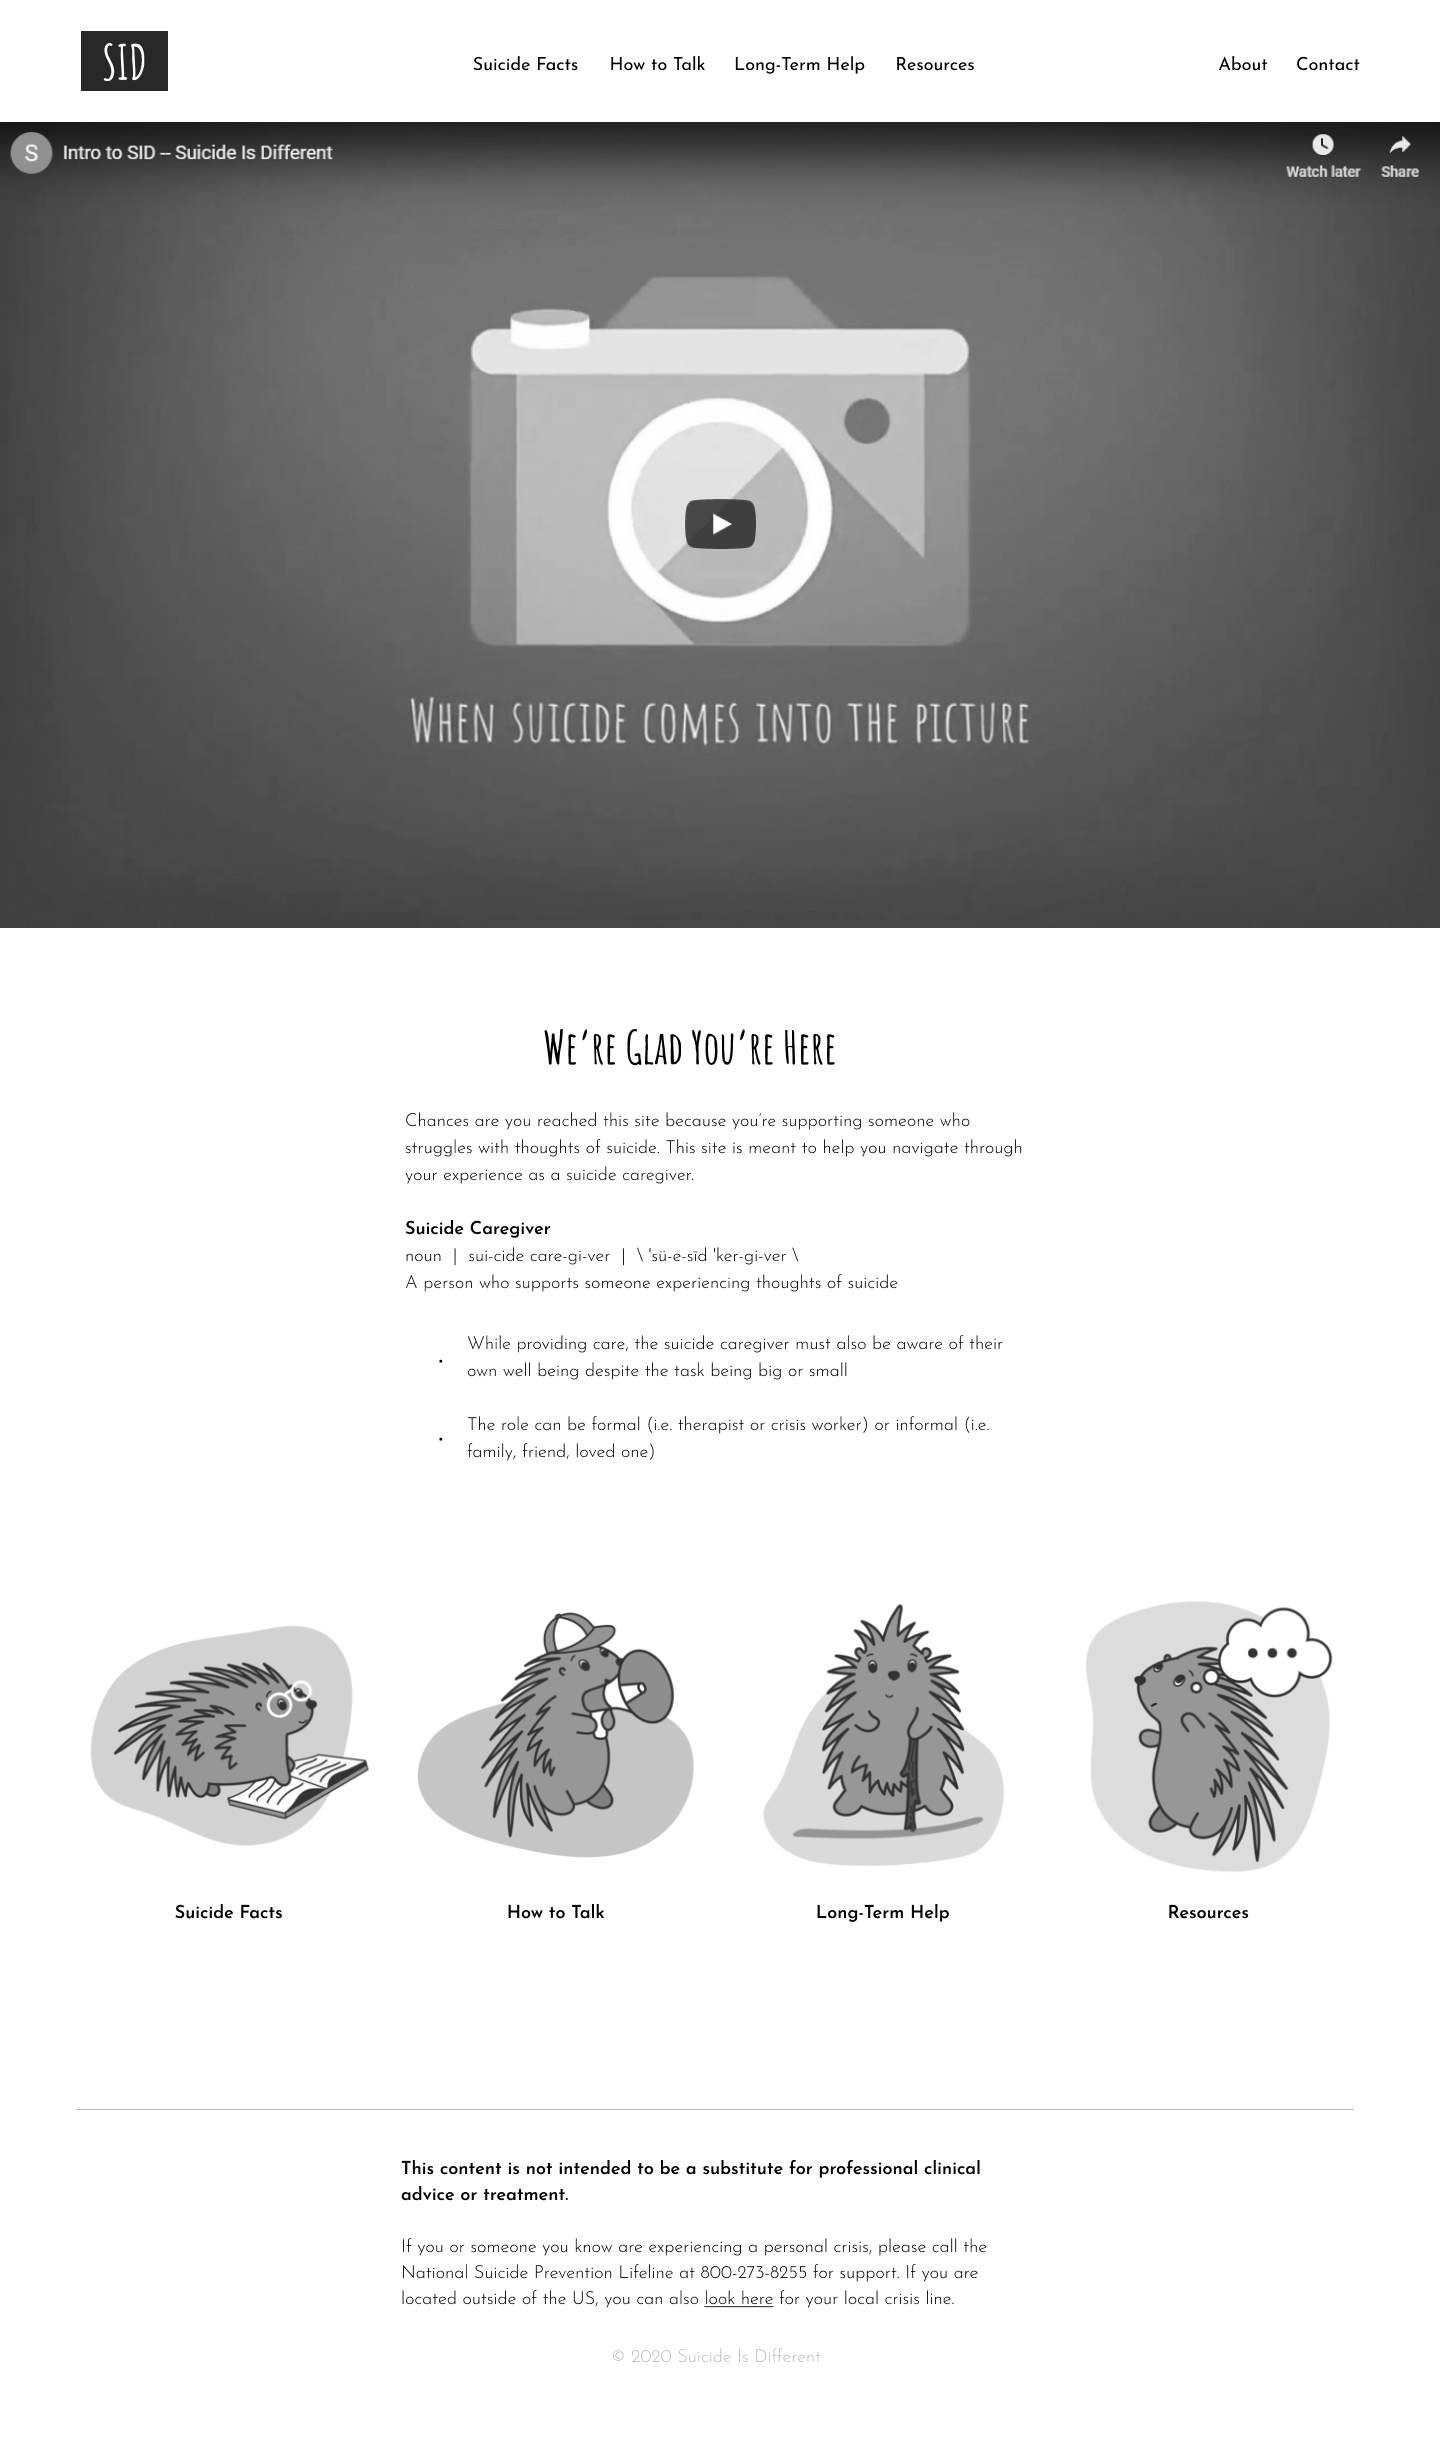 SID
Suicide Facts
How to Talk
Long-Term Help
Resources
About
Contact
S
Intro to SID -- Suicide Is Different
Watch later
Share
When suicide comes into the picture
We're Glad You're Here
Chances are you reached this site because you're supporting someone who
struggles with thoughts of suicide. This site is meant to help you navigate through
your experience as a suicide caregiver.
Suicide Caregiver
noun | sui-cide care-gi-ver | \ 'sü-e-sīd 'ker-gi-ver \
A person who supports someone experiencing thoughts of suicide
• While providing care, the suicide caregiver must also be aware of their
own well being despite the task being big or small
• The role can be formal (i.e. therapist or crisis worker) or informal (i.e.
family, friend, loved one)
Suicide Facts
How to Talk
Long-Term Help
Resources
This content is not intended to be a substitute for professional clinical
advice or treatment.
If you or someone you know are experiencing a personal crisis, please call the
National Suicide Prevention Lifeline at 800-273-8255 for support. If you are
located outside of the US, you can also look here for your local crisis line.
© 2020 Suicide Is Different